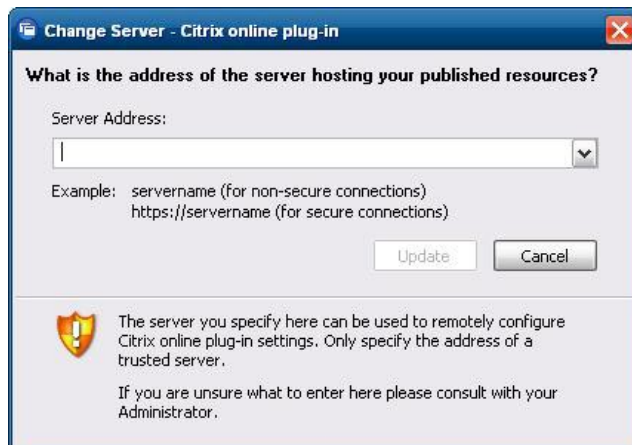 Change Server - Citrix online plug-in
What is the address of the server hosting your published resources?
Server Address:
Example: servername (for non-secure connections)
https://servername (for secure connections)
Update Cancel
The server you specify here can be used to remotely configure
Citrix online plug-in settings. Only specify the address of a
trusted server.
If you are unsure what to enter here please consult with your
Administrator.